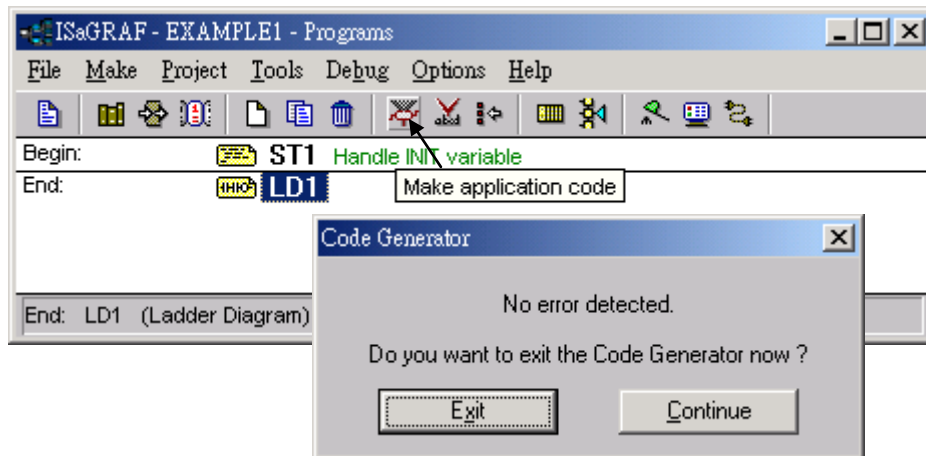 ISaGRAF - EXAMPLE1 - Programs
File Make Project Tools Debug Options Help
Begin: ST1 Handle INIT variable
End: LD1
Make application code
Code Generator
End: LD1 (Ladder Diagram)
No error detected.
Do you want to exit the Code Generator now ?
Exit Continue